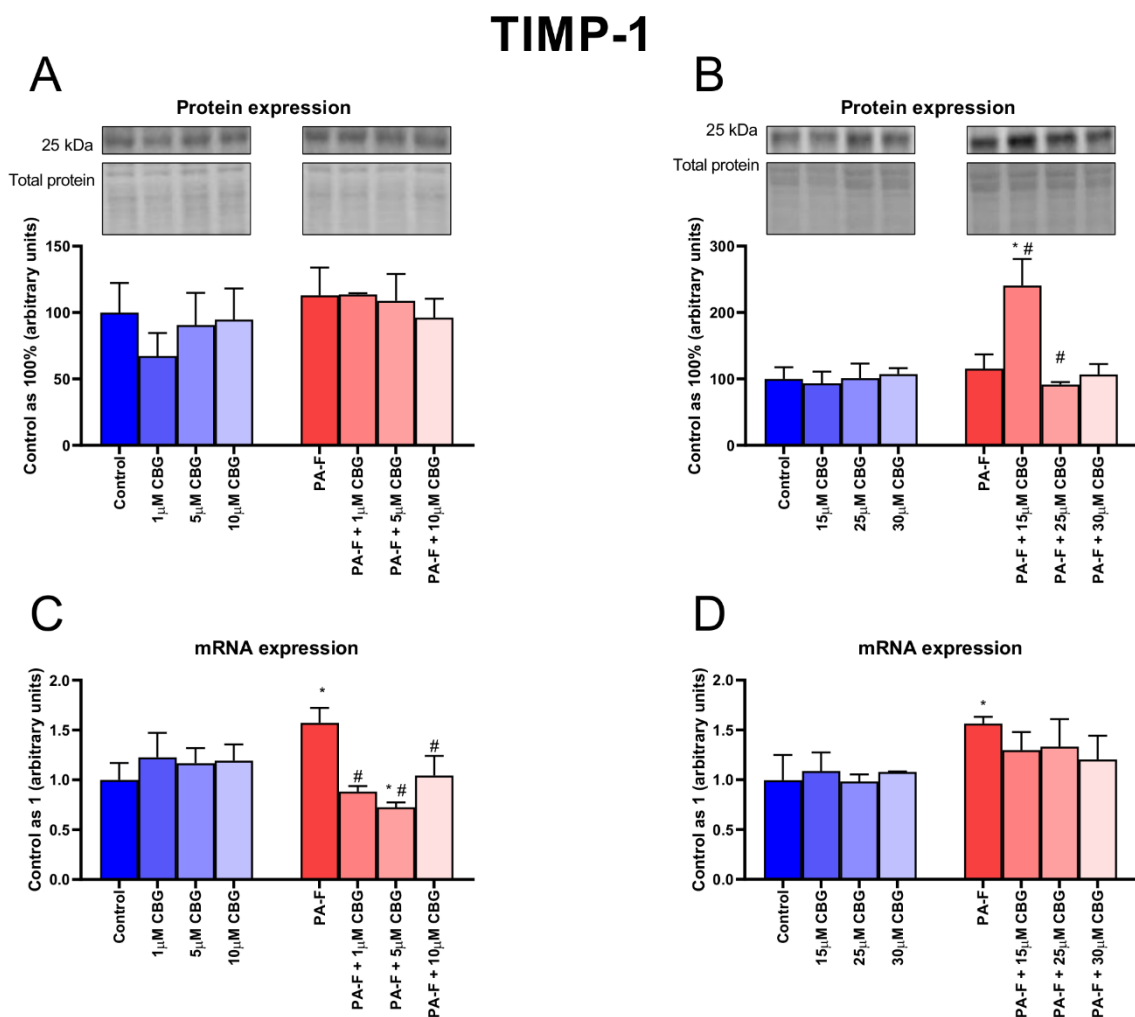 TIMP-1
A
Protein expression
25 kDa
Total protein
Control as 100% (arbitrary units)
150
100
50
0
Control
1μM CBG
5μM CBG
10μM CBG
PA-F
PA-F + 1μM CBG
PA-F + 5μM CBG
PA-F + 10μM CBG
B
Protein expression
25 kDa
Total protein
Control as 100% (arbitrary units)
300
200
100
0
* #
#
Control
15μM CBG
25μM CBG
30μM CBG
PA-F
PA-F + 15μM CBG
PA-F + 25μM CBG
PA-F + 30μM CBG
C
mRNA expression
Control as 1 (arbitrary units)
2.0
1.5
1.0
0.5
0.0
*
#
* #
#
Control
1μM CBG
5μM CBG
10μM CBG
PA-F
PA-F + 1μM CBG
PA-F + 5μM CBG
PA-F + 10μM CBG
D
mRNA expression
Control as 1 (arbitrary units)
2.0
1.5
1.0
0.5
0.0
*
Control
15μM CBG
25μM CBG
30μM CBG
PA-F
PA-F + 15μM CBG
PA-F + 25μM CBG
PA-F + 30μM CBG